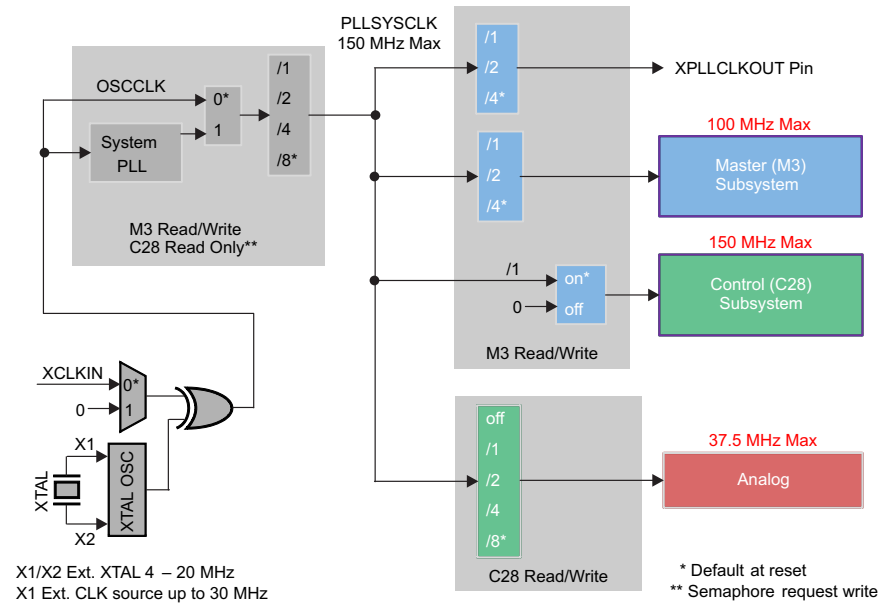 PLLSYSCLK
150 MHz Max
OSCCLK
0*
1
System
PLL
/1
/2
/4
/8*
M3 Read/Write
C28 Read Only**
/1
/2
/4*
XPLLCLKOUT Pin
/1
/2
/4*
100 MHz Max
Master (M3)
Subsystem
/1
0
on*
off
150 MHz Max
Control (C28)
Subsystem
M3 Read/Write
XCLKIN
0
0*
1
X1
XTAL
X2
XTAL OSC
off
/1
/2
/4
/8*
37.5 MHz Max
Analog
C28 Read/Write
X1/X2 Ext. XTAL 4 – 20 MHz
X1 Ext. CLK source up to 30 MHz
* Default at reset
** Semaphore request write